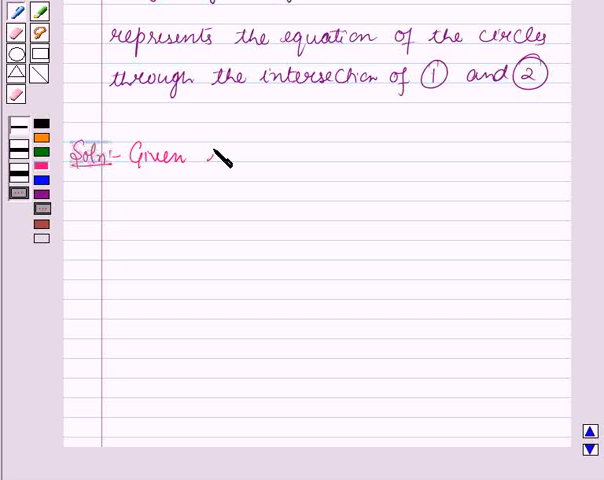 represents the equation of the circles
through the intersection of ① and ②
Soln:- Given